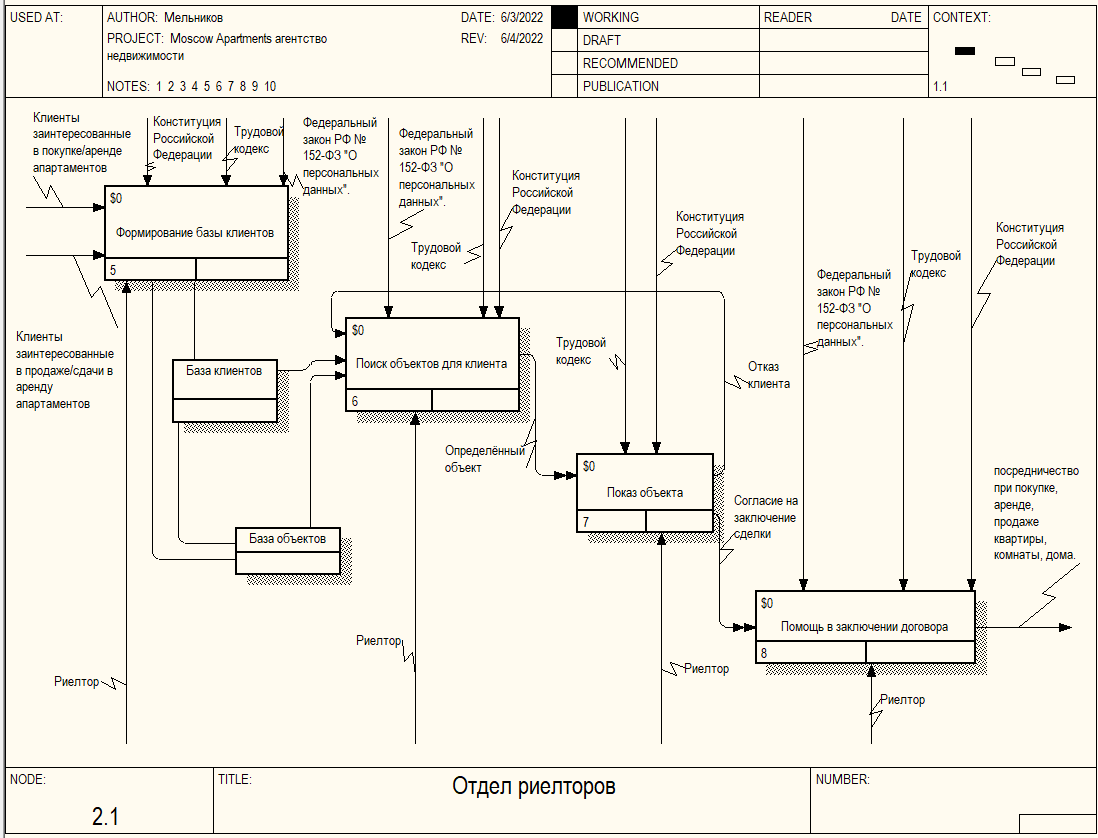 USED AT:
AUTHOR: Мельников
DATE: 6/3/2022
PROJECT: Moscow Apartments агентство
недвижимости
REV: 6/4/2022
NOTES: 1 2 3 4 5 6 7 8 9 10
WORKING
DRAFT
RECOMMENDED
PUBLICATION
READER
DATE
CONTEXT:
1.1
Клиенты
заинтересованные
в покупке/аренде
апартаментов
Конституция
Российской
Федерации
Трудовой
кодекс
Федеральный
закон РФ №
152-ФЗ "О
персональных
данных".
Федеральный
закон РФ №
152-ФЗ "О
персональных
данных".
Трудовой
кодекс
Конституция
Российской
Федерации
Конституция
Российской
Федерации
Федеральный
закон РФ №
152-ФЗ "О
персональных
данных".
Трудовой
кодекс
Конституция
Российской
Федерации
$0
Формирование базы клиентов
5
Клиенты
заинтересованные
в продаже/сдачи в
аренду
апартаментов
База клиентов
$0
Поиск объектов для клиента
6
Трудовой
кодекс
Отказ
клиента
Определённый
объект
$0
Показ объекта
7
Согласие на
заключение
сделки
посредничество
при покупке,
аренде,
продаже
квартиры,
комнаты, дома.
База объектов
$0
Помощь в заключении договора
8
Риелтор
Риелтор
Риелтор
Риелтор
NODE:
2.1
TITLE:
Отдел риелторов
NUMBER: